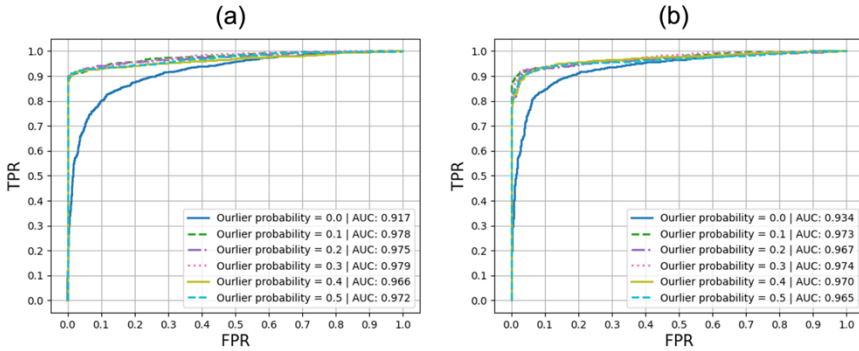 (a)
1.0
0.9
0.8
0.7
0.6
0.5
0.4
0.3
0.2
0.1
0.0
TPR
Ourlier probability = 0.0 | AUC: 0.917
Ourlier probability = 0.1 | AUC: 0.978
Ourlier probability = 0.2 | AUC: 0.975
Ourlier probability = 0.3 | AUC: 0.979
Ourlier probability = 0.4 | AUC: 0.966
Ourlier probability = 0.5 | AUC: 0.972
0.0 0.1 0.2 0.3 0.4 0.5 0.6 0.7 0.8 0.9 1.0
FPR
(b)
1.0
0.9
0.8
0.7
0.6
0.5
0.4
0.3
0.2
0.1
0.0
TPR
Ourlier probability = 0.0 | AUC: 0.934
Ourlier probability = 0.1 | AUC: 0.973
Ourlier probability = 0.2 | AUC: 0.967
Ourlier probability = 0.3 | AUC: 0.974
Ourlier probability = 0.4 | AUC: 0.970
Ourlier probability = 0.5 | AUC: 0.965
0.0 0.1 0.2 0.3 0.4 0.5 0.6 0.7 0.8 0.9 1.0
FPR